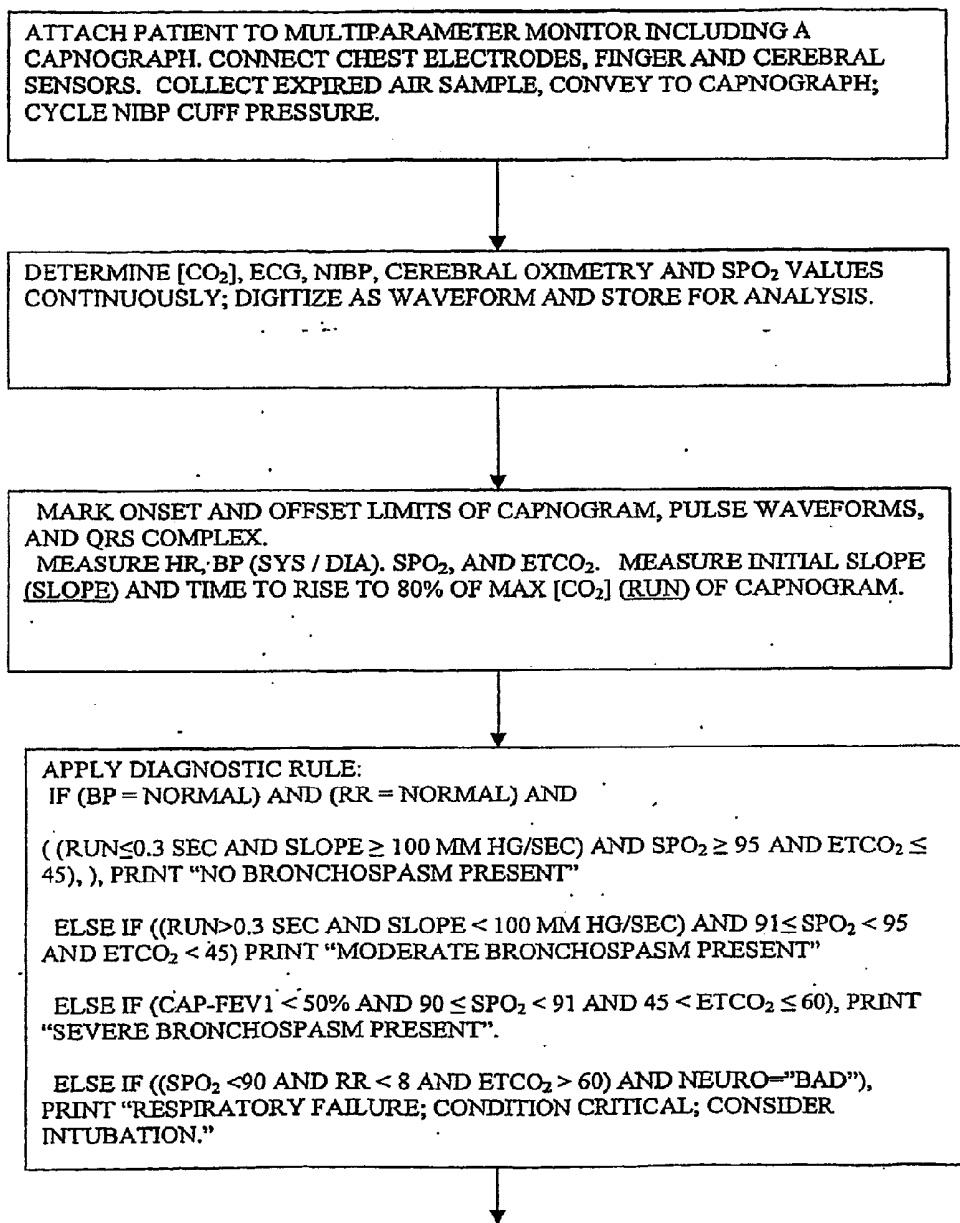 ATTACH PATIENT TO MULTIPARAMETER MONITOR INCLUDING A
CAPNOGRAPH. CONNECT CHEST ELECTRODES, FINGER AND CEREBRAL
SENSORS. COLLECT EXPIRED AIR SAMPLE, CONVEY TO CAPNOGRAPH;
CYCLE NIBP CUFF PRESSURE.
DETERMINE [CO₂], ECG, NIBP, CEREBRAL OXIMETRY AND SPO₂ VALUES
CONTINUOUSLY; DIGITIZE AS WAVEFORM AND STORE FOR ANALYSIS.
MARK ONSET AND OFFSET LIMITS OF CAPNOGRAM, PULSE WAVEFORMS,
AND QRS COMPLEX.
MEASURE HR, BP (SYS / DIA). SPO₂, AND ETCO₂. MEASURE INITIAL SLOPE
(SLOPE) AND TIME TO RISE TO 80% OF MAX [CO₂] (RUN) OF CAPNOGRAM.
APPLY DIAGNOSTIC RULE:
IF (BP = NORMAL) AND (RR = NORMAL) AND
( (RUN≤0.3 SEC AND SLOPE ≥ 100 MM HG/SEC) AND SPO₂ ≥ 95 AND ETCO₂ ≤
45), ), PRINT “NO BRONCHOSPASM PRESENT”
ELSE IF ((RUN>0.3 SEC AND SLOPE < 100 MM HG/SEC) AND 91≤ SPO₂ < 95
AND ETCO₂ < 45) PRINT “MODERATE BRONCHOSPASM PRESENT”
ELSE IF (CAP-FEV1 < 50% AND 90 ≤ SPO₂ < 91 AND 45 < ETCO₂ ≤ 60), PRINT
“SEVERE BRONCHOSPASM PRESENT”.
ELSE IF ((SPO₂ <90 AND RR < 8 AND ETCO₂ > 60) AND NEURO=”BAD”),
PRINT “RESPIRATORY FAILURE; CONDITION CRITICAL; CONSIDER
INTUBATION.”